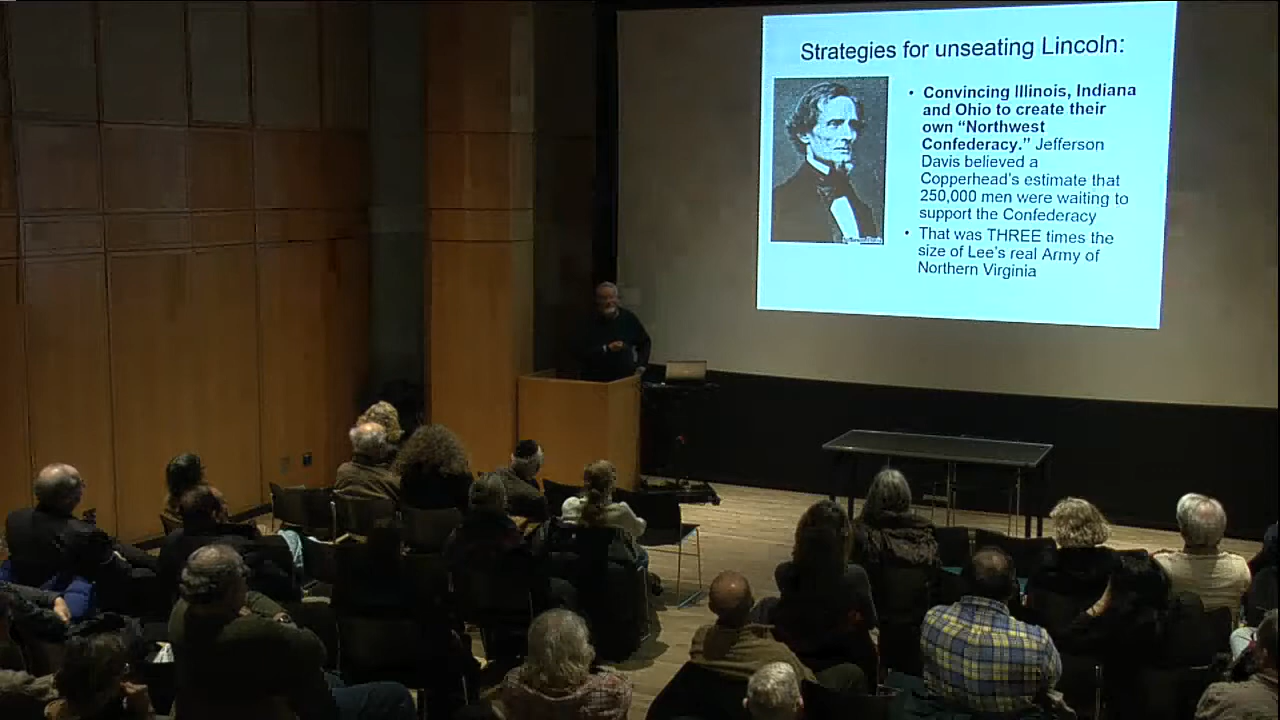 Strategies for unseating Lincoln:
• Convincing Illinois, Indiana
and Ohio to create their
own “Northwest
Confederacy.” Jefferson
Davis believed a
Copperhead's estimate that
250,000 men were waiting to
support the Confederacy
• That was THREE times the
size of Lee's real Army of
Northern Virginia